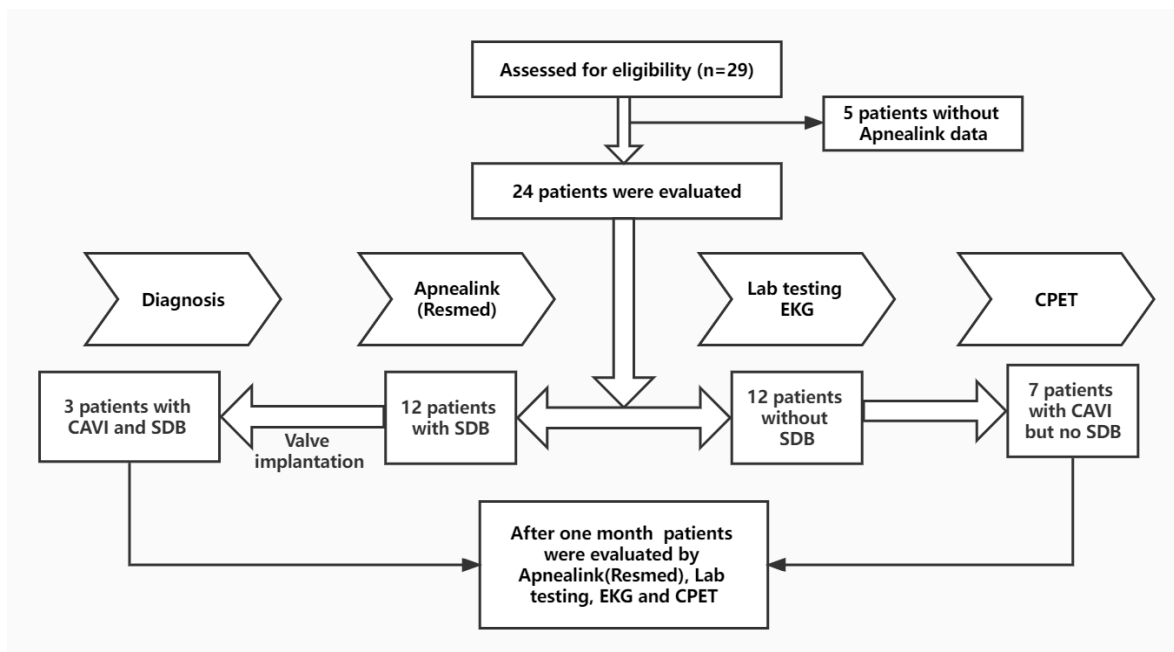 Assessed for eligibility (n=29)
5 patients without
Apnealink data
24 patients were evaluated
Diagnosis
Apnealink
(Resmed)
Lab testing
EKG
CPET
3 patients with
CAVI and SDB
Valve
implantation
12 patients
with SDB
12 patients
without
SDB
7 patients
with CAVI
but no SDB
After one month patients
were evaluated by
Apnealink(Resmed), Lab
testing, EKG and CPET